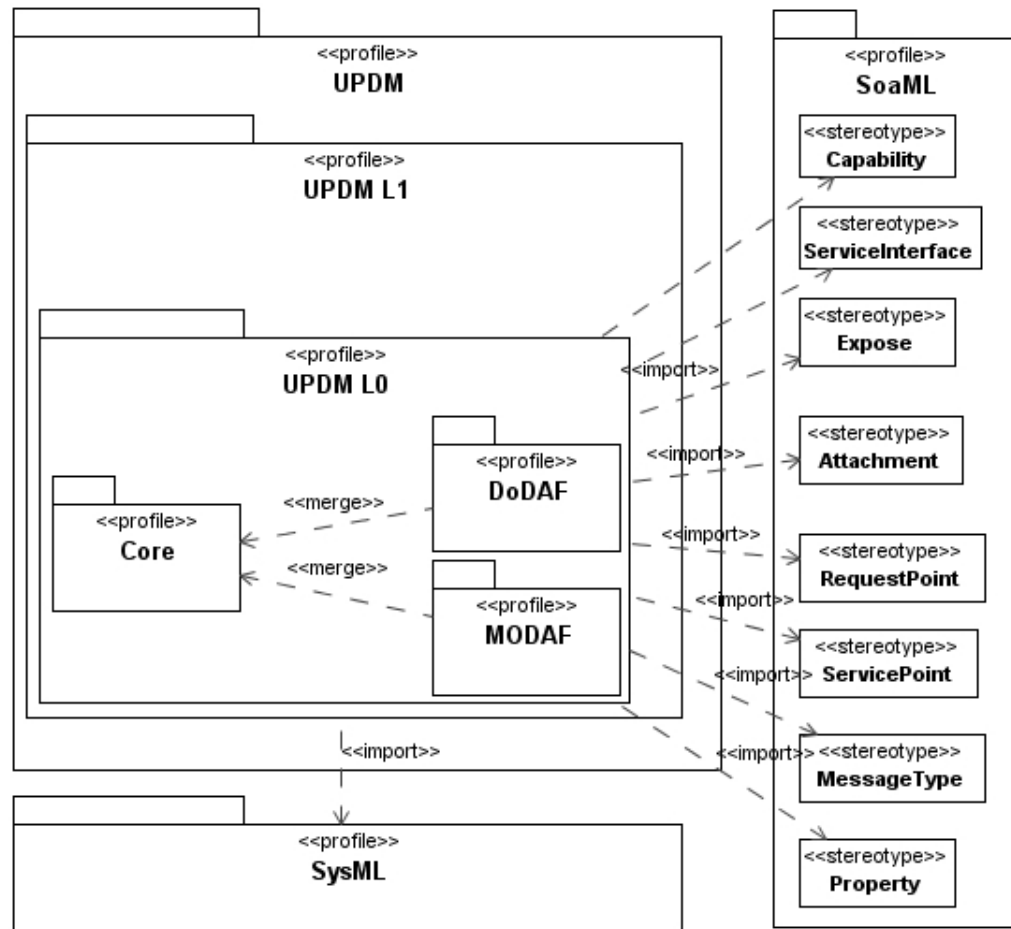 <<profile>>
UPDM
<<profile>>
UPDM L1
<<profile>>
UPDM L0
<<profile>>
Core
<<merge>>
<<merge>>
<<profile>>
DoDAF
<<profile>>
MODAF
<<import>>
<<profile>>
SysML
<<import>>
<<import>>
<<import>>
<<import>>
<<import>>
<<import>>
<<profile>>
SoaML
<<stereotype>>
Capability
<<stereotype>>
ServiceInterface
<<stereotype>>
Expose
<<stereotype>>
Attachment
<<stereotype>>
RequestPoint
<<stereotype>>
ServicePoint
<<stereotype>>
MessageType
<<stereotype>>
Property